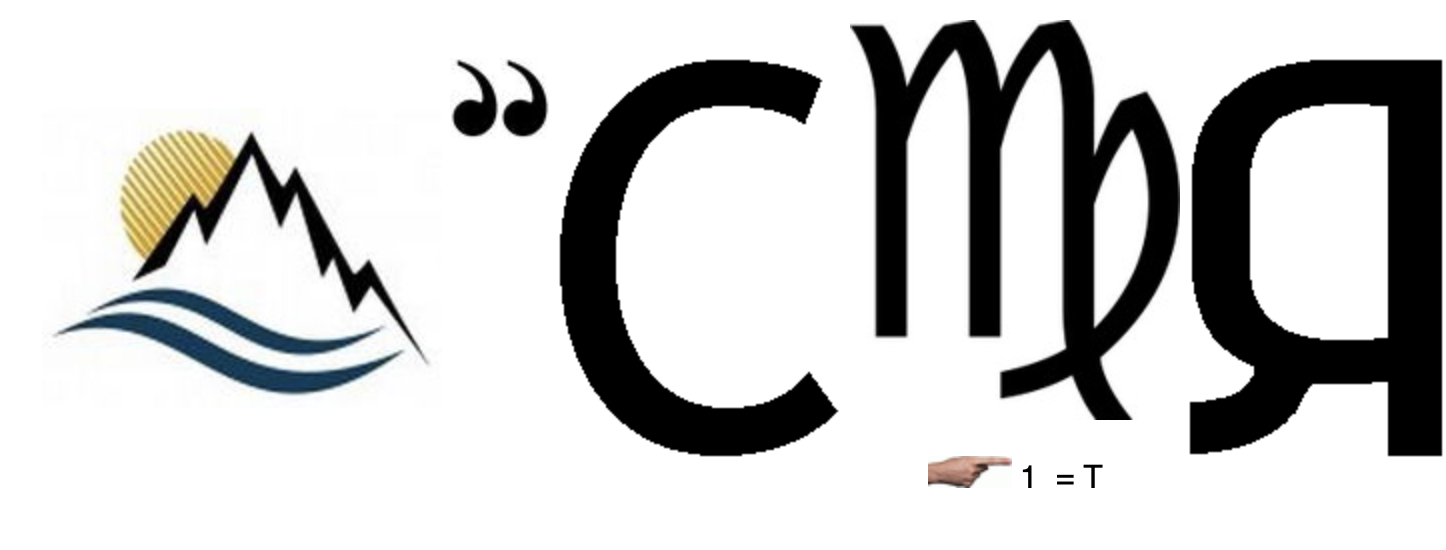 “C♍Я
1 = T